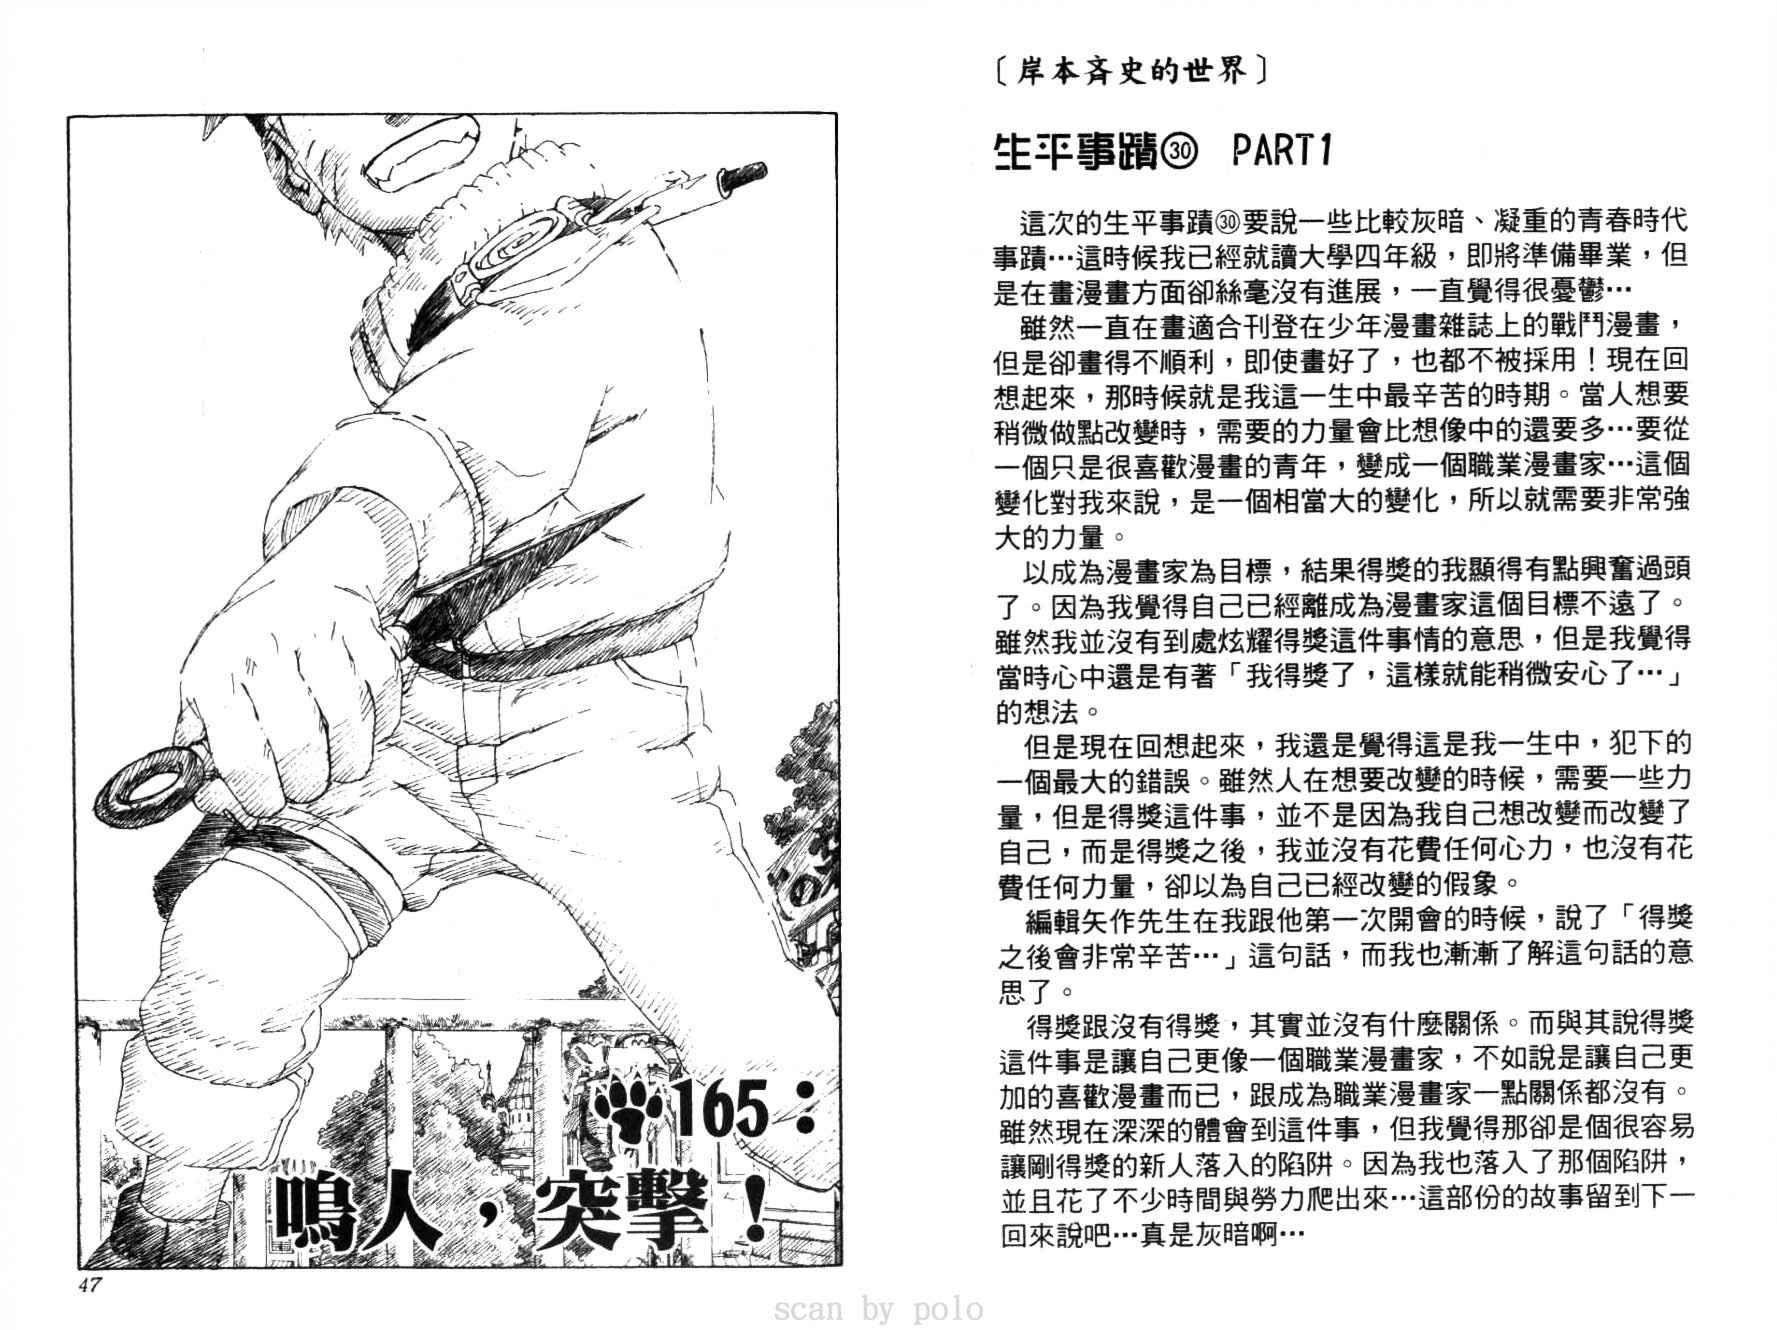 〔岸本斉史的世界〕
生平事蹟㉚ PART1
這次的生平事蹟㉚要說一些比較灰暗、凝重的青春時代
事蹟…這時候我已經就讀大學四年級，即將準備畢業，但
是在畫漫畫方面卻絲毫沒有進展，一直覺得很憂鬱…
雖然一直在畫適合刊登在少年漫畫雜誌上的戰鬥漫畫，
但是卻畫得不順利，即使畫好了，也都不被採用！現在回
想起來，那時候就是我這一生中最辛苦的時期。當人想要
稍微做點改變時，需要的力量會比想像中的還要多…要從
一個只是很喜歡漫畫的青年，變成一個職業漫畫家…這個
變化對我來說，是一個相當大的變化，所以就需要非常強
大的力量。
以成為漫畫家為目標，結果得獎的我顯得有點興奮過頭
了。因為我覺得自己已經離成為漫畫家這個目標不遠了。
雖然我並沒有到處炫耀得獎這件事情的意思，但是我覺得
當時心中還是有著「我得獎了，這樣就能稍微安心了…」
的想法。
但是現在回想起來，我還是覺得這是我一生中，犯下的
一個最大的錯誤。雖然人在想要改變的時候，需要一些力
量，但是得獎這件事，並不是因為我自己想改變而改變了
自己，而是得獎之後，我並沒有花費任何心力，也沒有花
費任何力量，卻以為自己已經改變的假象。
編輯矢作先生在我跟他第一次開會的時候，說了「得獎
之後會非常辛苦…」這句話，而我也漸漸了解這句話的意
思了。
得獎跟沒有得獎，其實並沒有什麼關係。而與其說得獎
這件事是讓自己更像一個職業漫畫家，不如說是讓自己更
加的喜歡漫畫而已，跟成為職業漫畫家一點關係都沒有。
雖然現在深深的體會到這件事，但我覺得那卻是個很容易
讓剛得獎的新人落入的陷阱。因為我也落入了那個陷阱，
並且花了不少時間與勞力爬出來…這部份的故事留到下一
回來說吧…真是灰暗啊…
165：
鳴人，突擊！
47
scan by polo